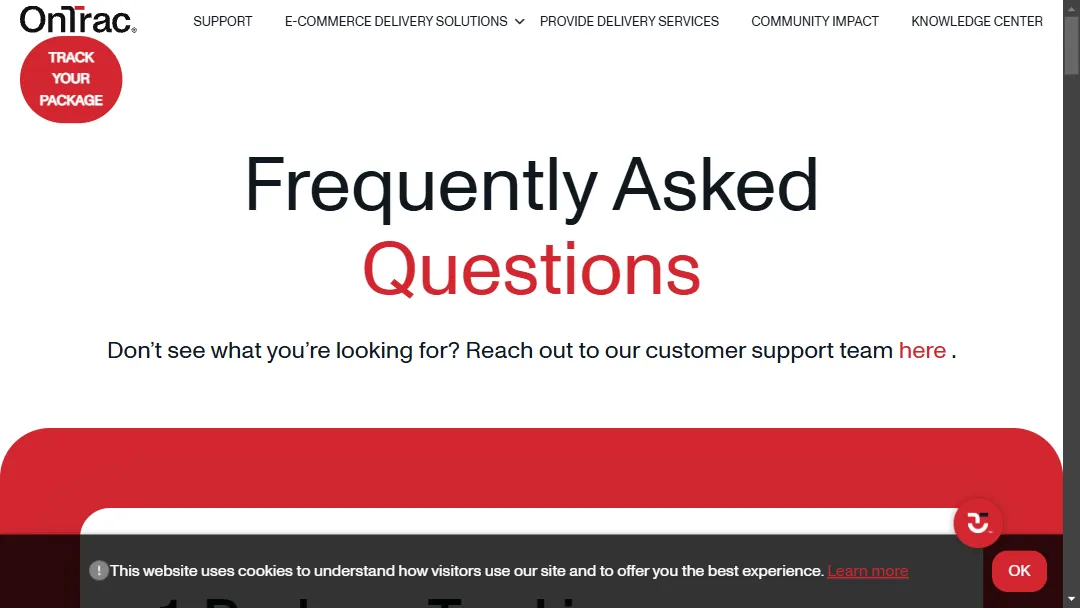 OnTrac®
SUPPORT
E-COMMERCE DELIVERY SOLUTIONS
PROVIDE DELIVERY SERVICES
COMMUNITY IMPACT
KNOWLEDGE CENTER
TRACK
YOUR
PACKAGE
Frequently Asked
Questions
Don’t see what you’re looking for? Reach out to our customer support team here .
This website uses cookies to understand how visitors use our site and to offer you the best experience. Learn more
OK